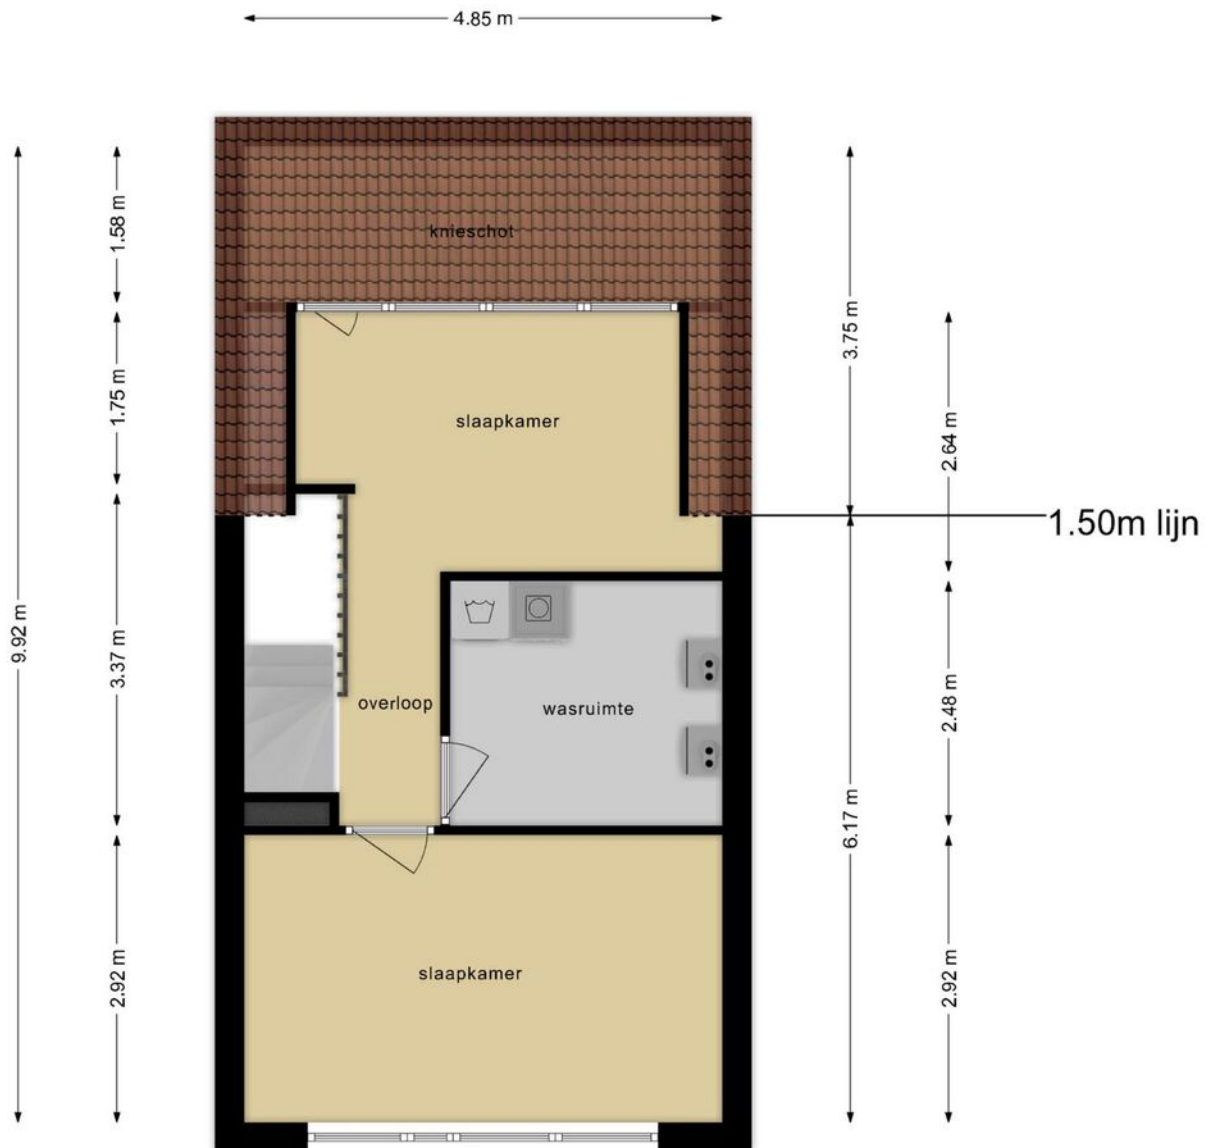 4.85 m
9.92 m
1.58 m
1.75 m
3.37 m
2.92 m
knieschot
slaapkamer
overloop
wasruimte
slaapkamer
3.75 m
6.17 m
2.64 m
2.48 m
2.92 m
1.50m lijn